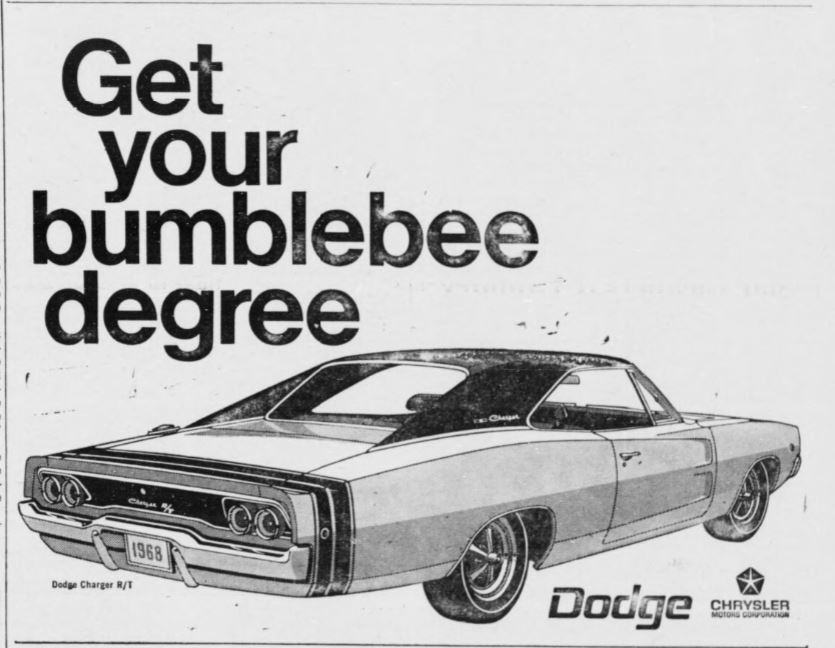 Get
your
bumblebee
degree
Charger
Charger R/T
1968
Dodge Charger R/T
Dodge
CHRYSLER
MOTORS CORPORATION